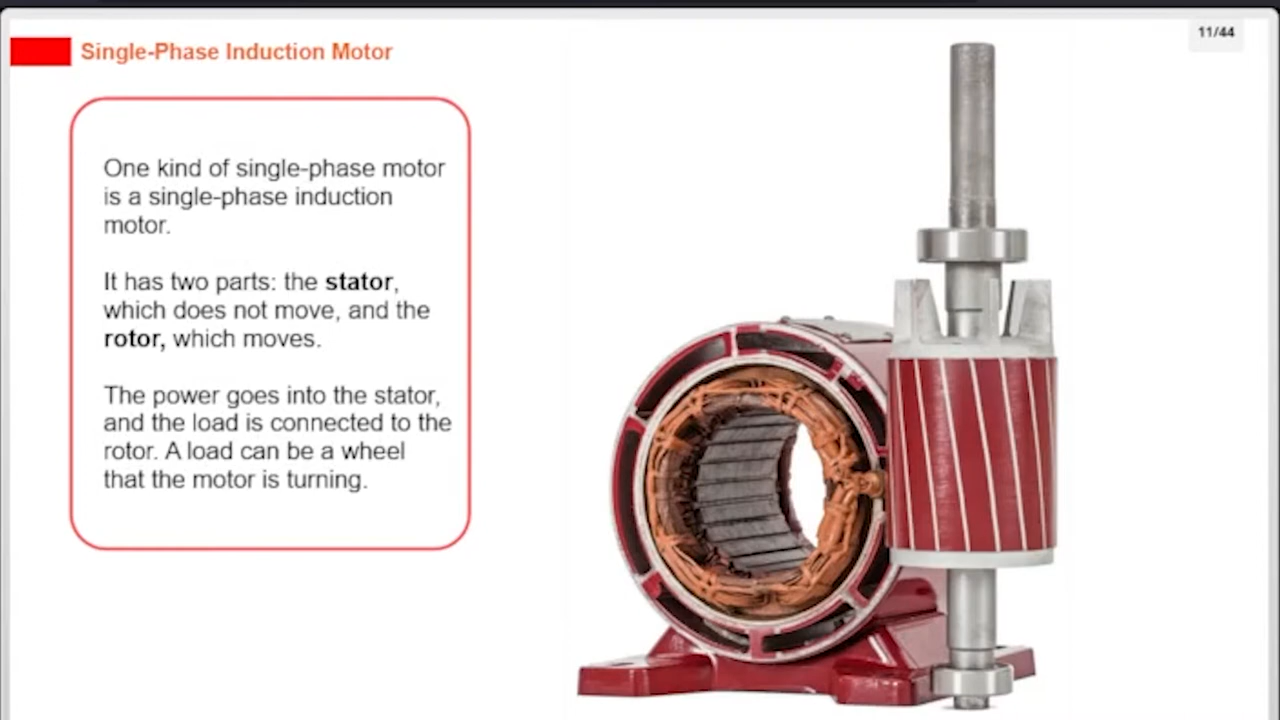 11/44
Single-Phase Induction Motor
One kind of single-phase motor
is a single-phase induction
motor.
It has two parts: the stator,
which does not move, and the
rotor, which moves.
The power goes into the stator,
and the load is connected to the
rotor. A load can be a wheel
that the motor is turning.